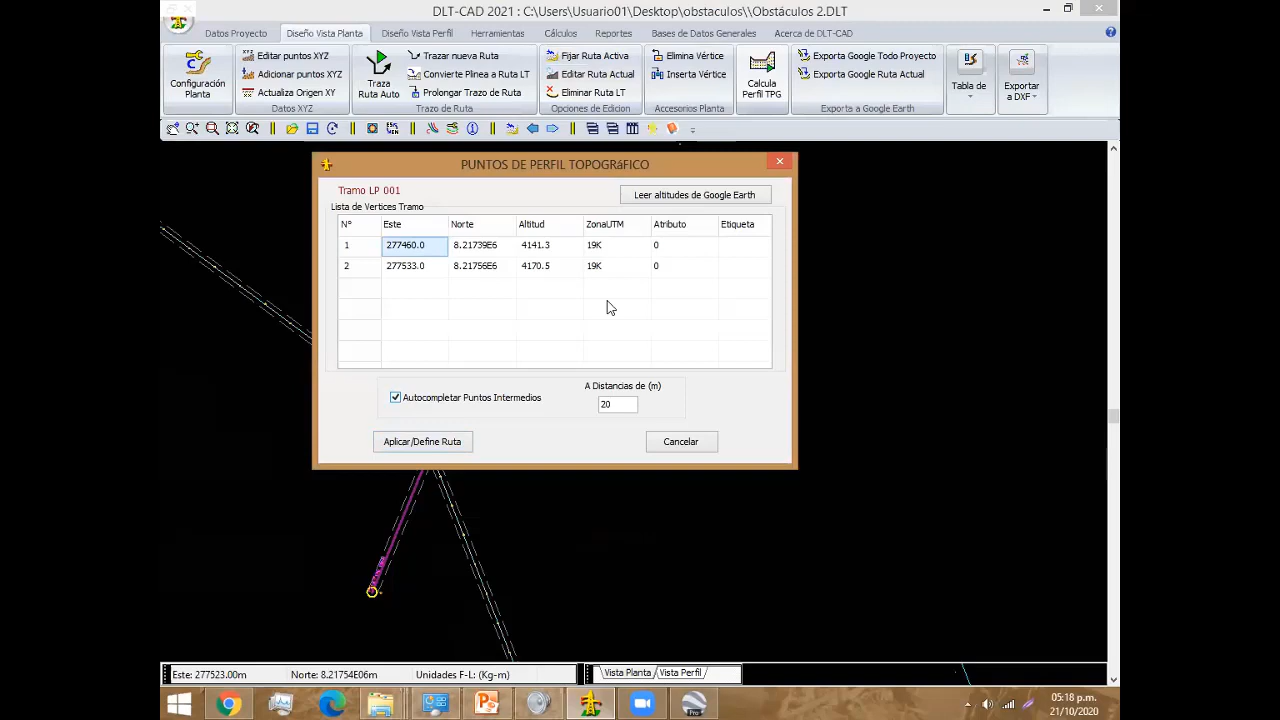 DLT-CAD 2021 : C:\Users\Usuario01\Desktop\obstaculos\\Obstáculos 2.DLT
Datos Proyecto Diseño Vista Planta Diseño Vista Perfil Herramientas Cálculos Reportes Bases de Datos Generales Acerca de DLT-CAD
Configuración Planta
Editar puntos XYZ
Adicionar puntos XYZ
Actualiza Origen XY
Datos XYZ
Traza Ruta Auto
Trazar nueva Ruta
Convierte Plinea a Ruta LT
Prolongar Trazo de Ruta
Trazo de Ruta
Fijar Ruta Activa
Editar Ruta Actual
Eliminar Ruta LT
Opciones de Edicion
Elimina Vértice
Inserta Vértice
Accesorios Planta
Calcula Perfil TPG
Exporta Google Todo Proyecto
Exporta Google Ruta Actual
Exporta a Google Earth
Tabla de
Exportar a DXF
PUNTOS DE PERFIL TOPOGRáFICO
Tramo LP 001
Leer altitudes de Google Earth
Lista de Vertices Tramo
N° Este Norte Altitud ZonaUTM Atributo Etiqueta
1 277460.0 8.21739E6 4141.3 19K 0
2 277533.0 8.21756E6 4170.5 19K 0
A Distancias de (m)
Autocompletar Puntos Intermedios
20
Aplicar/Define Ruta Cancelar
Este: 277523.00m Norte: 8.21754E06m Unidades F-L: (Kg-m) Vista Planta Vista Perfil
05:18 p.m.
21/10/2020